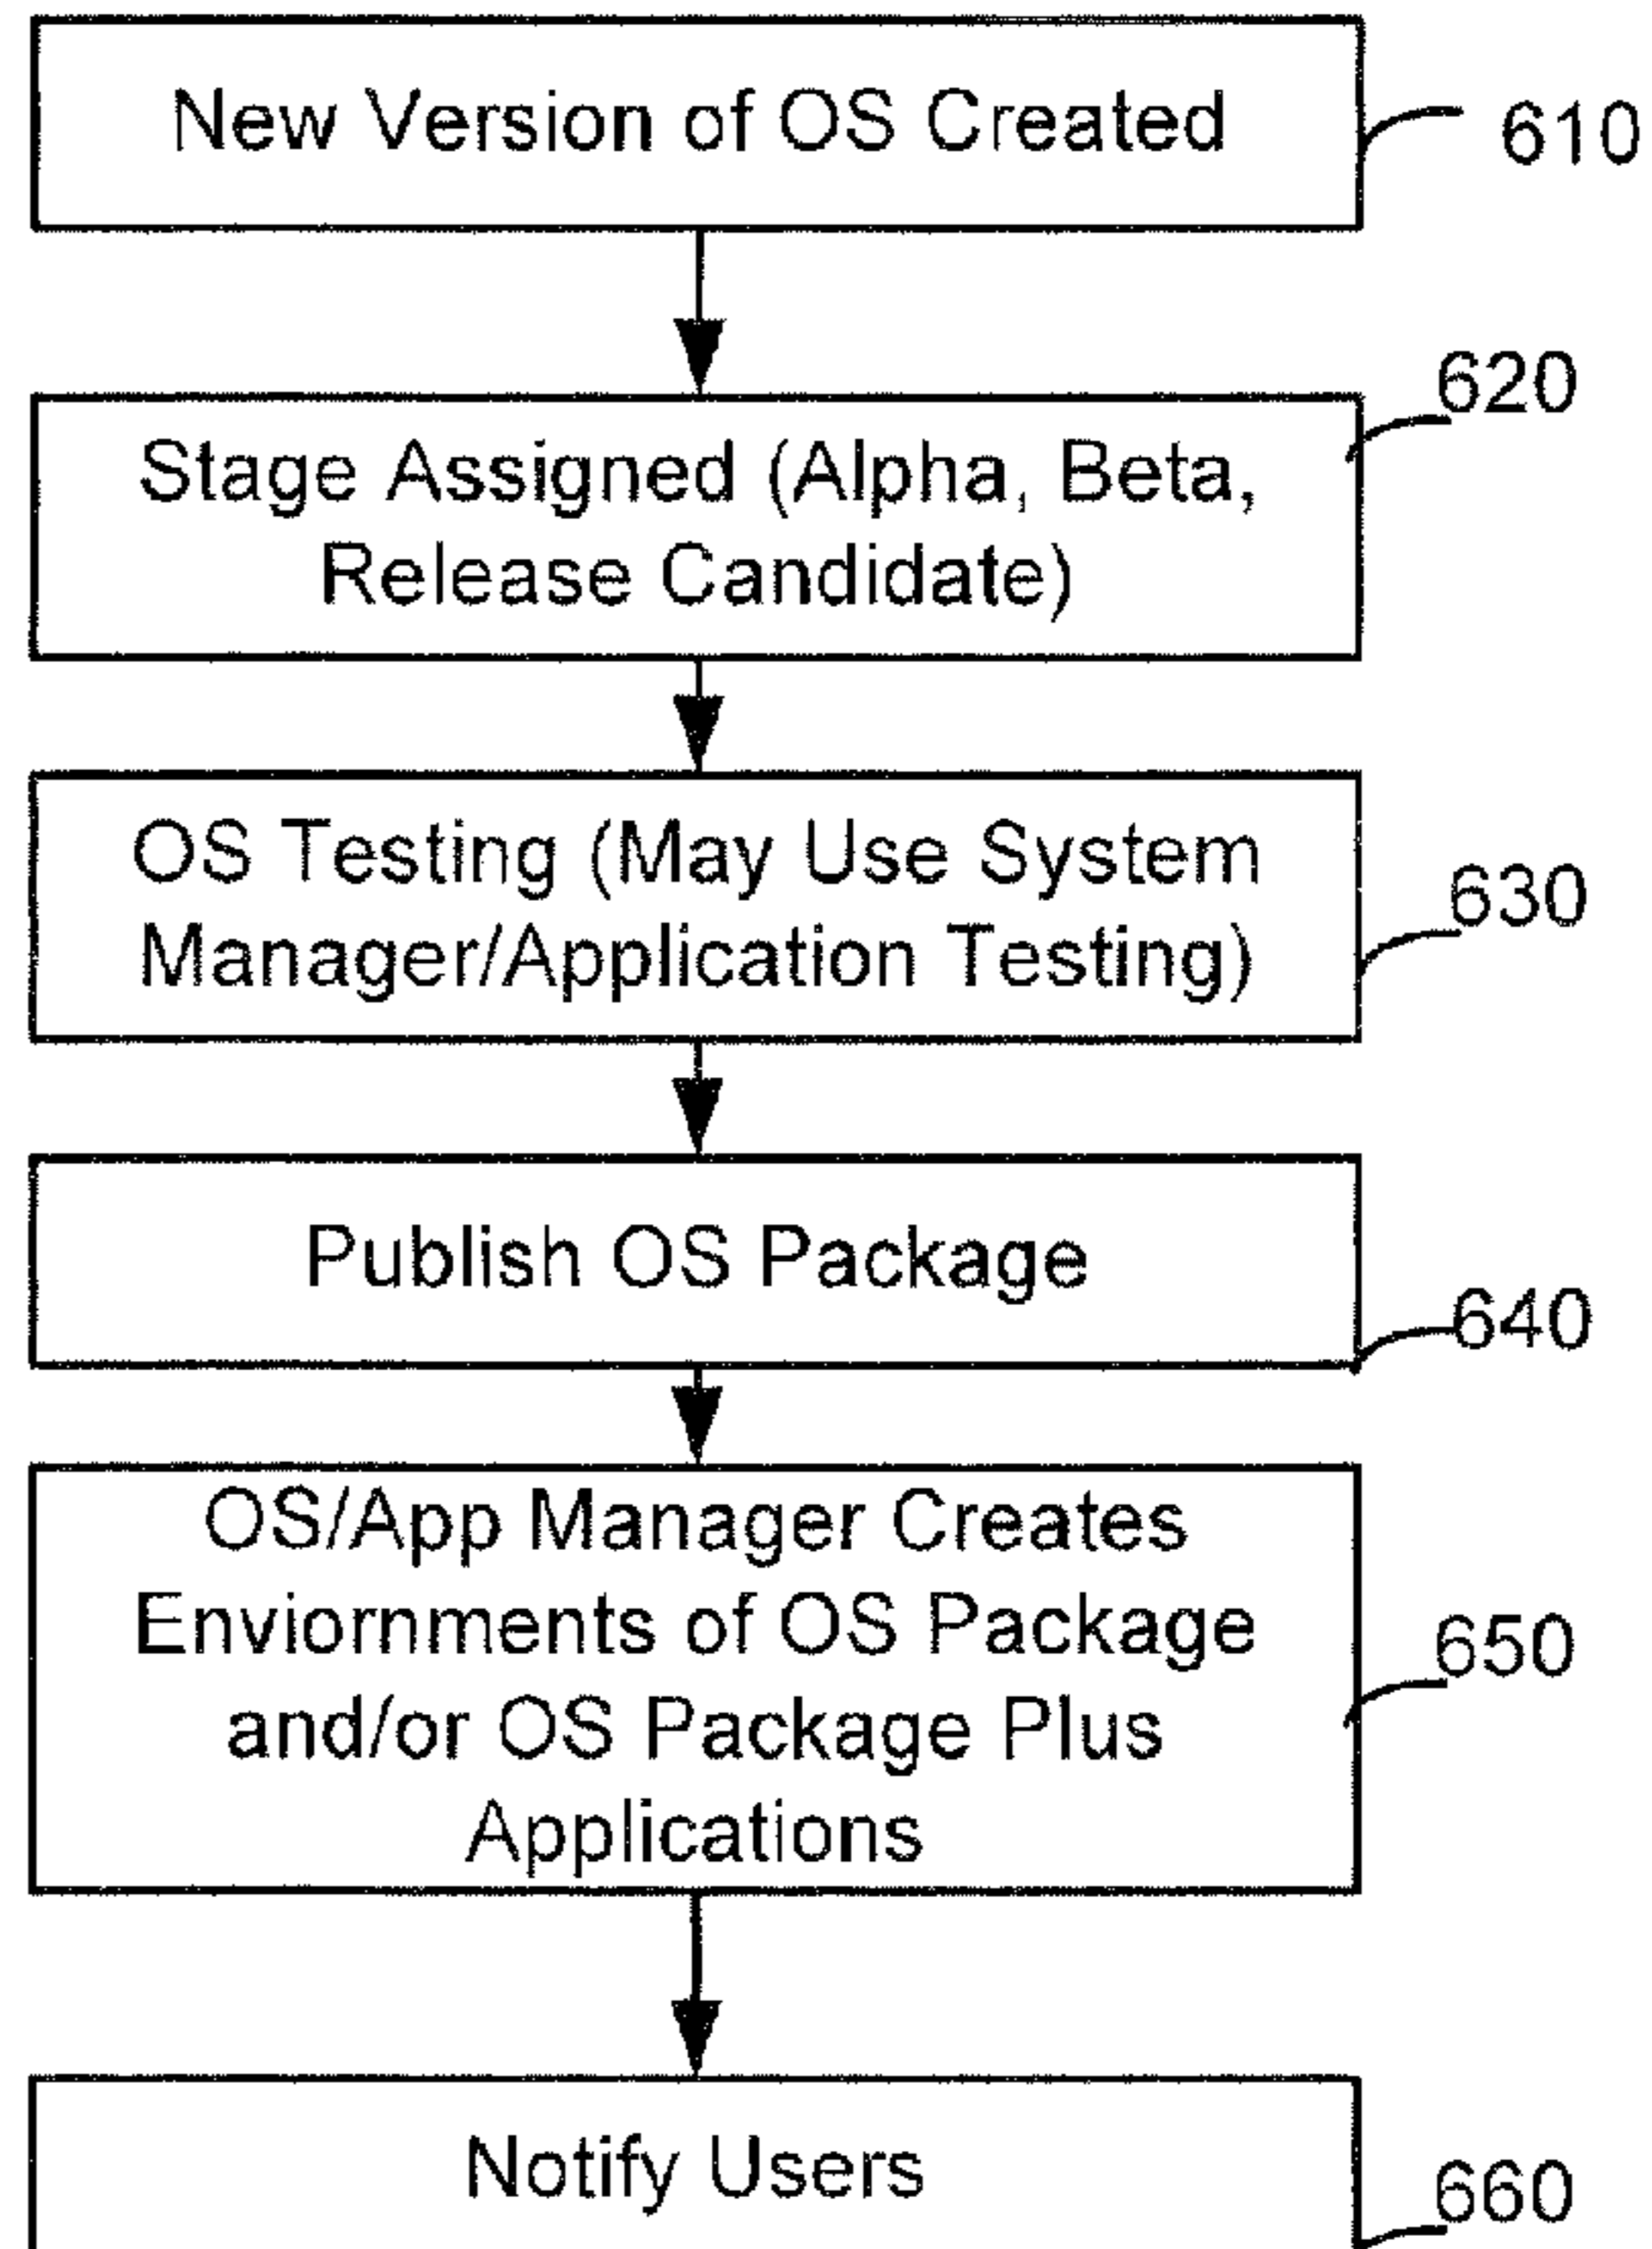 New Version of OS Created
610
620
Stage Assigned (Alpha, Beta,
Release Candidate)
OS Testing (May Use System
Manager/Application Testing)
630
Publish OS Package
640
OS/App Manager Creates
Enviornments of OS Package
and/or OS Package Plus
Applications
650
Notify Users
660